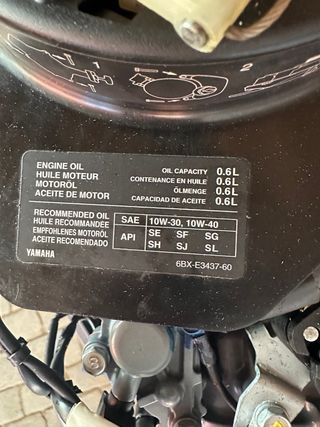 1
2
ENGINE OIL OIL CAPACITY 0.6L
HUILE MOTEUR CONTENANCE EN HUILE 0.6L
MOTORÖL ÖLMENGE 0.6L
ACEITE DE MOTOR CAPACIDAD DE ACEITE 0.6L
RECOMMENDED OIL SAE 10W-30, 10W-40
HUILE RECOMMANDEE
EMPFOHLENES MOTORÖL API SE SF SG
ACEITE RECOMENDADO SH SJ SL
YAMAHA 6BX-E3437-60